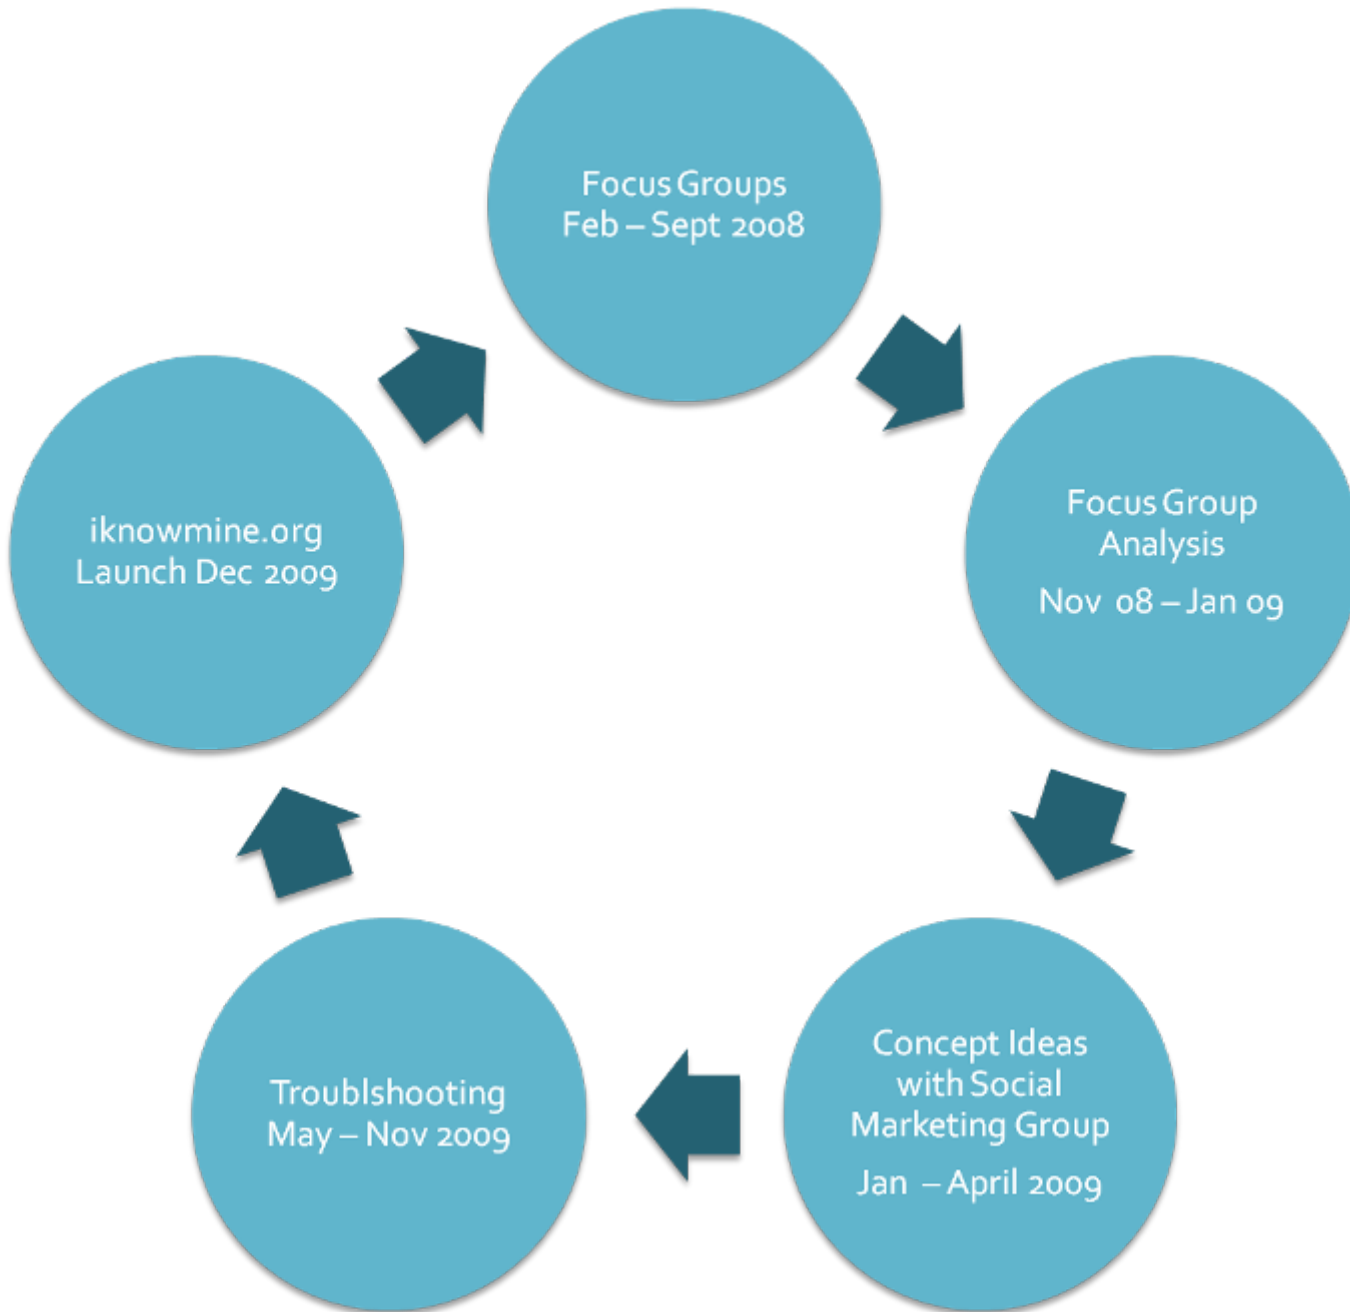 Focus Groups
Feb – Sept 2008
Focus Group
Analysis
Nov 08 – Jan 09
Concept Ideas
with Social
Marketing Group
Jan – April 2009
Troublshooting
May – Nov 2009
iknowmine.org
Launch Dec 2009